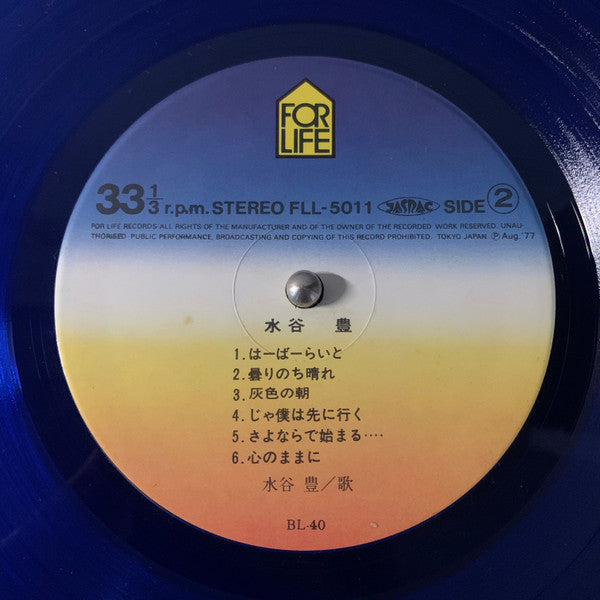 FOR
LIFE
33 1/3 r.p.m. STEREO FLL-5011 JASRAC SIDE 2
FOR LIFE RECORDS·ALL RIGHTS OF THE MANUFACTURER AND OF THE OWNER OF THE RECORDED WORK RESERVED. UNAU-
THORISED PUBLIC PERFORMANCE, BROADCASTING AND COPYING OF THIS RECORD PROHIBITED. TOKYO JAPAN Ⓟ Aug.'77
水谷 豊
1.はーばーらいと
2.曇りのち晴れ
3.灰色の朝
4.じゃ僕は先に行く
5.さよならで始まる‥‥
6.心のままに
水谷 豊／歌
BL-40